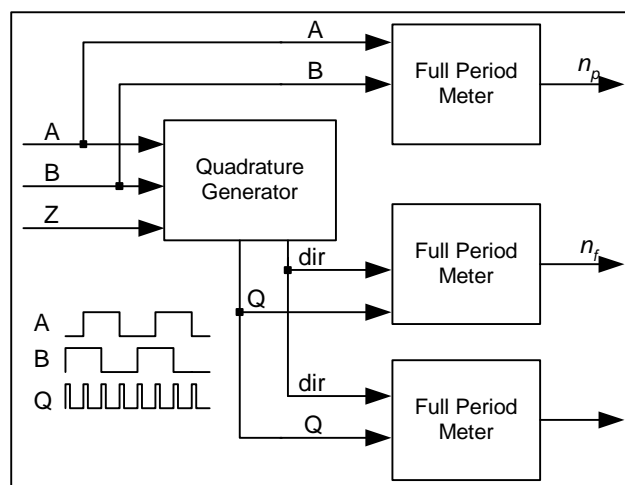 A
B
Full Period
Meter
n_p
A
B
Z
Quadrature
Generator
dir
Q
Full Period
Meter
n_f
A
B
Q
dir
Q
Full Period
Meter